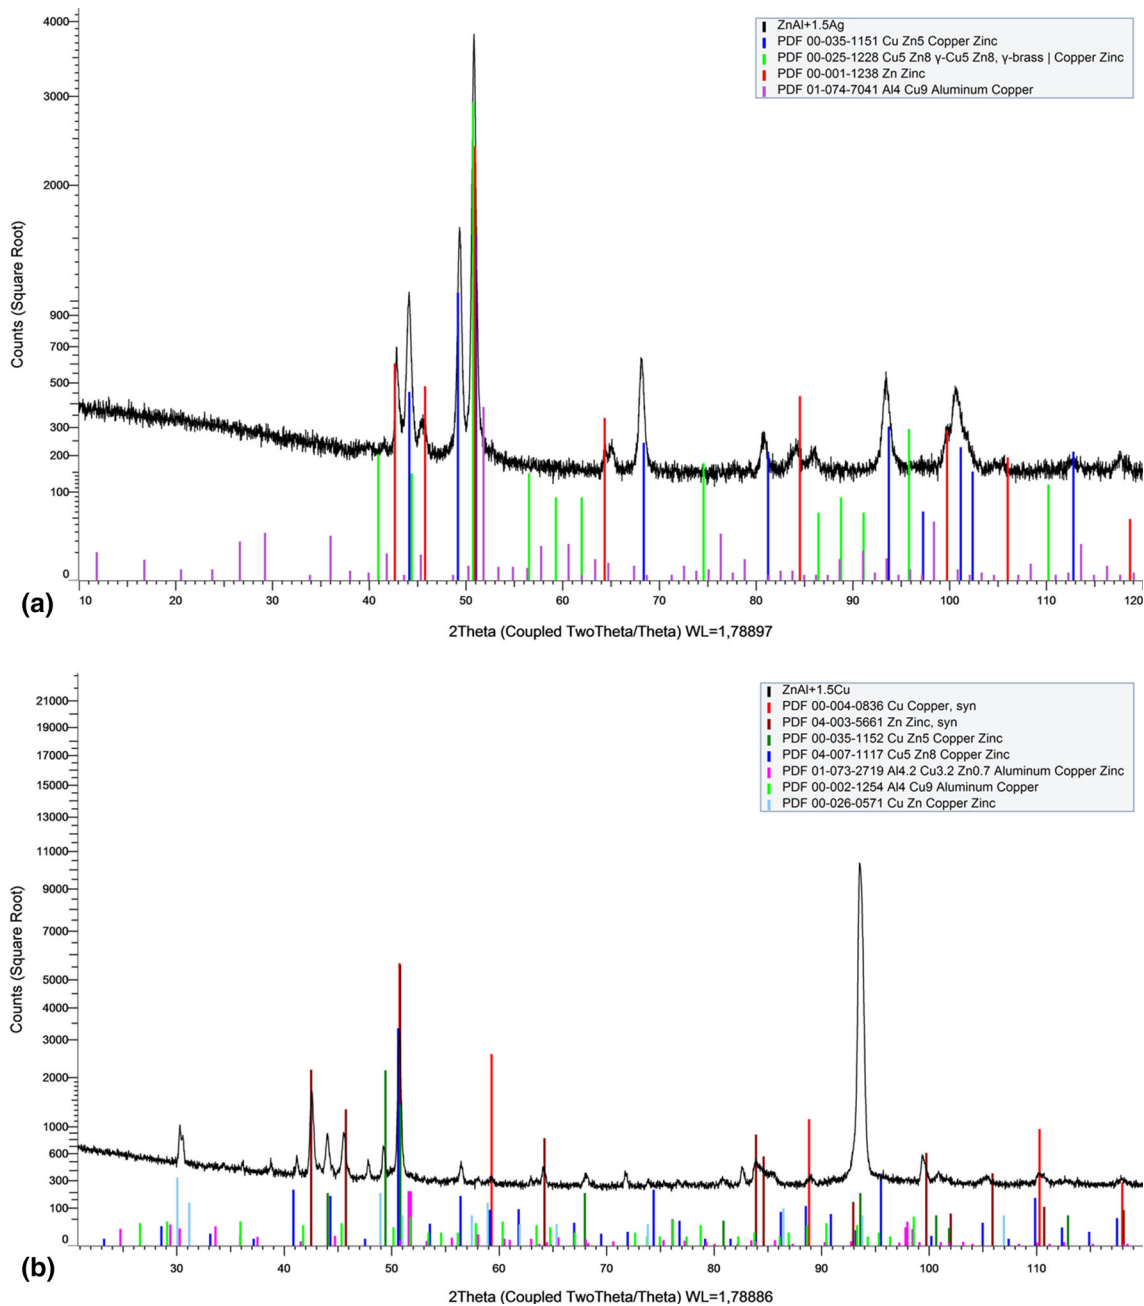 4000
ZnAl+1.5Ag
PDF 00-035-1151 Cu Zn5 Copper Zinc
PDF 00-025-1228 Cu5 Zn8 γ-Cu5 Zn8, γ-brass | Copper Zinc
PDF 00-001-1238 Zn Zinc
PDF 01-074-7041 Al4 Cu9 Aluminum Copper
3000
2000
Counts (Square Root)
900
700
500
300
200
100
0
10 20 30 40 50 60 70 80 90 100 110 120
(a)
2Theta (Coupled TwoTheta/Theta) WL=1,78897
21000
ZnAl+1.5Cu
PDF 00-004-0836 Cu Copper, syn
PDF 04-003-5661 Zn Zinc, syn
PDF 00-035-1152 Cu Zn5 Copper Zinc
PDF 04-007-1117 Cu5 Zn8 Copper Zinc
PDF 01-073-2719 Al4.2 Cu3.2 Zn0.7 Aluminum Copper Zinc
PDF 00-002-1254 Al4 Cu9 Aluminum Copper
PDF 00-026-0571 Cu Zn Copper Zinc
19000
17000
15000
13000
11000
9000
7000
Counts (Square Root)
5000
4000
3000
2000
1000
600
300
100
0
30 40 50 60 70 80 90 100 110
(b)
2Theta (Coupled TwoTheta/Theta) WL=1,78886